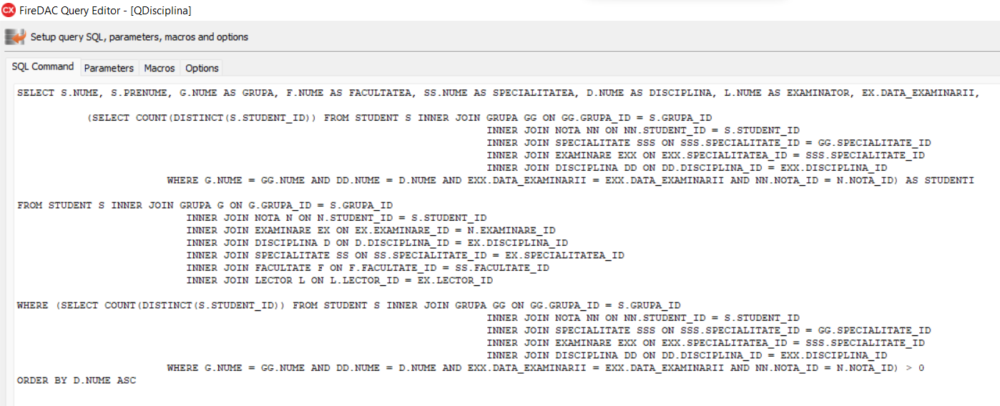 FireDAC Query Editor - [QDisciplina]
Setup query SQL, parameters, macros and options
SQL Command Parameters Macros Options
SELECT S.NUME, S.PRENUME, G.NUME AS GRUPA, F.NUME AS FACULTATEA, SS.NUME AS SPECIALITATEA, D.NUME AS DISCIPLINA, L.NUME AS EXAMINATOR, EX.DATA_EXAMINARII,
(SELECT COUNT(DISTINCT(S.STUDENT_ID)) FROM STUDENT S INNER JOIN GRUPA GG ON GG.GRUPA_ID = S.GRUPA_ID
INNER JOIN NOTA NN ON NN.STUDENT_ID = S.STUDENT_ID
INNER JOIN SPECIALITATE SSS ON SSS.SPECIALITATE_ID = GG.SPECIALITATE_ID
INNER JOIN EXAMINARE EXX ON EXX.SPECIALITATEA_ID = SSS.SPECIALITATE_ID
INNER JOIN DISCIPLINA DD ON DD.DISCIPLINA_ID = EXX.DISCIPLINA_ID
WHERE G.NUME = GG.NUME AND DD.NUME = D.NUME AND EXX.DATA_EXAMINARII = EXX.DATA_EXAMINARII AND NN.NOTA_ID = N.NOTA_ID) AS STUDENTI
FROM STUDENT S INNER JOIN GRUPA G ON G.GRUPA_ID = S.GRUPA_ID
INNER JOIN NOTA N ON N.STUDENT_ID = S.STUDENT_ID
INNER JOIN EXAMINARE EX ON EX.EXAMINARE_ID = N.EXAMINARE_ID
INNER JOIN DISCIPLINA D ON D.DISCIPLINA_ID = EX.DISCIPLINA_ID
INNER JOIN SPECIALITATE SS ON SS.SPECIALITATE_ID = EX.SPECIALITATEA_ID
INNER JOIN FACULTATE F ON F.FACULTATE_ID = SS.FACULTATE_ID
INNER JOIN LECTOR L ON L.LECTOR_ID = EX.LECTOR_ID
WHERE (SELECT COUNT(DISTINCT(S.STUDENT_ID)) FROM STUDENT S INNER JOIN GRUPA GG ON GG.GRUPA_ID = S.GRUPA_ID
INNER JOIN NOTA NN ON NN.STUDENT_ID = S.STUDENT_ID
INNER JOIN SPECIALITATE SSS ON SSS.SPECIALITATE_ID = GG.SPECIALITATE_ID
INNER JOIN EXAMINARE EXX ON EXX.SPECIALITATEA_ID = SSS.SPECIALITATE_ID
INNER JOIN DISCIPLINA DD ON DD.DISCIPLINA_ID = EXX.DISCIPLINA_ID
WHERE G.NUME = GG.NUME AND DD.NUME = D.NUME AND EXX.DATA_EXAMINARII = EXX.DATA_EXAMINARII AND NN.NOTA_ID = N.NOTA_ID) > 0
ORDER BY D.NUME ASC